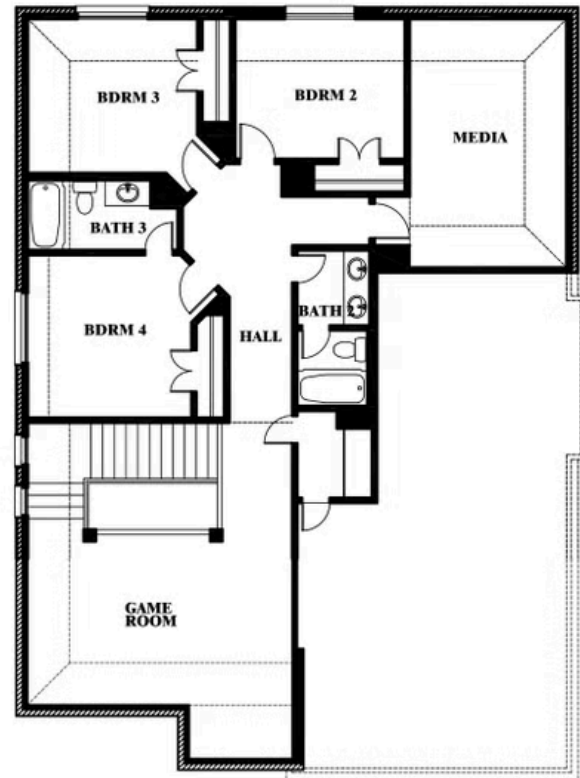 BDRM 3
BDRM 2
MEDIA
BATH 3
BDRM 4
HALL
BATH 2
GAME
ROOM